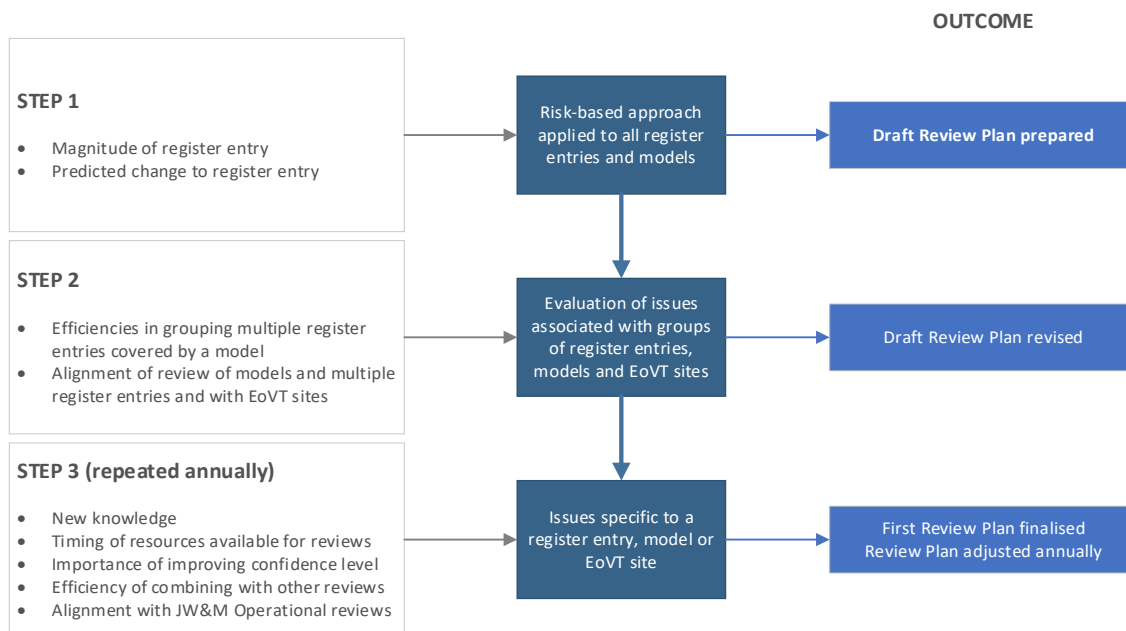 OUTCOME
STEP 1
• Magnitude of register entry
• Predicted change to register entry
Risk-based approach
applied to all register
entries and models
Draft Review Plan prepared
STEP 2
• Efficiencies in grouping multiple register
entries covered by a model
• Alignment of review of models and multiple
register entries and with EoVT sites
Evaluation of issues
associated with groups
of register entries,
models and EoVT sites
Draft Review Plan revised
STEP 3 (repeated annually)
• New knowledge
• Timing of resources available for reviews
• Importance of improving confidence level
• Efficiency of combining with other reviews
• Alignment with JW&M Operational reviews
Issues specific to a
register entry, model or
EoVT site
First Review Plan finalised
Review Plan adjusted annually